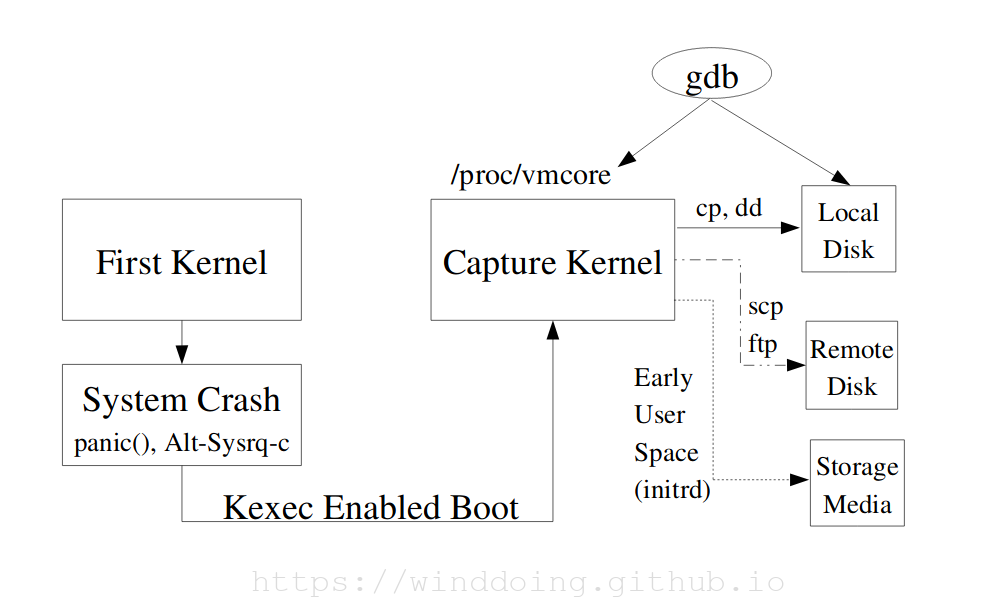 gdb
/proc/vmcore
First Kernel
Capture Kernel
cp, dd
Local
Disk
scp
ftp
Remote
Disk
System Crash
panic(), Alt-Sysrq-c
Early
User
Space
(initrd)
Storage
Media
Kexec Enabled Boot
https://winddoing.github.io